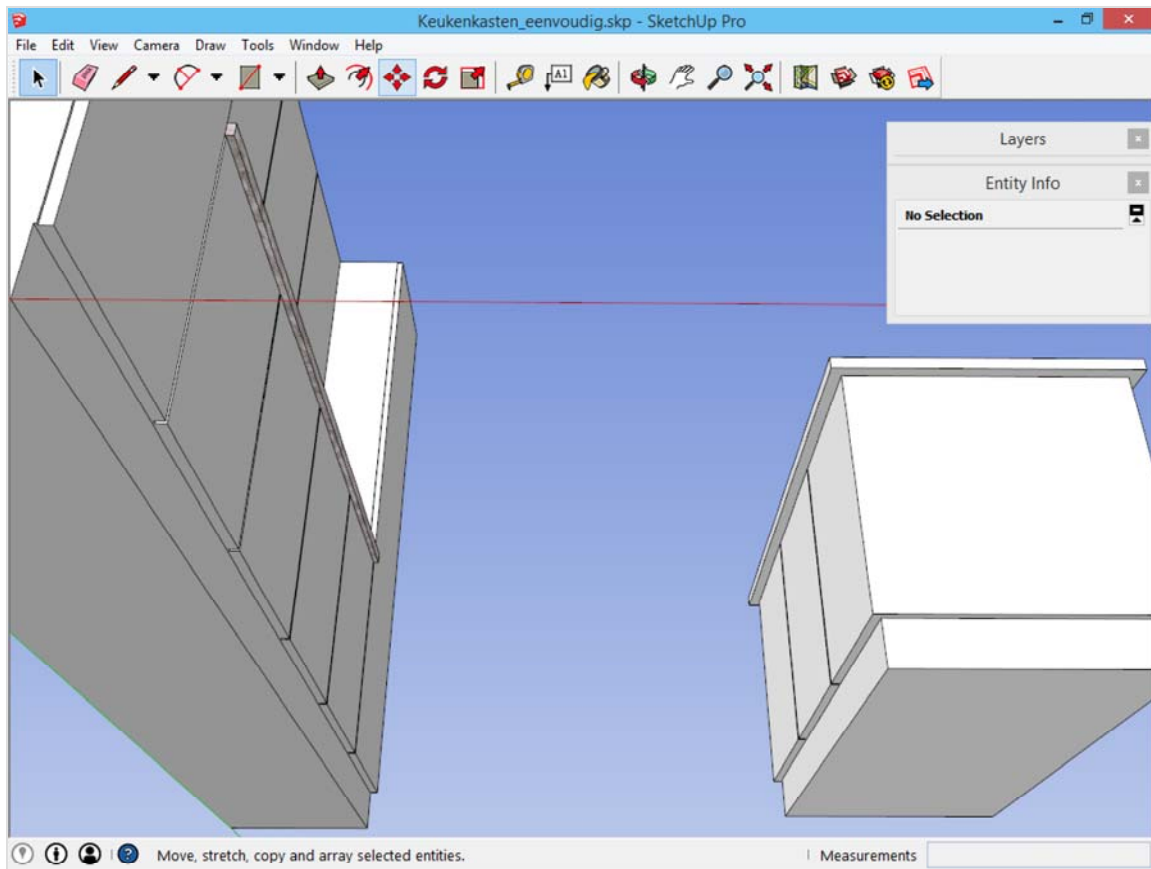 Keukenkasten_eenvoudig.skp - SketchUp Pro
File Edit View Camera Draw Tools Window Help
A1
Layers
Entity Info
No Selection
Move, stretch, copy and array selected entities.
Measurements